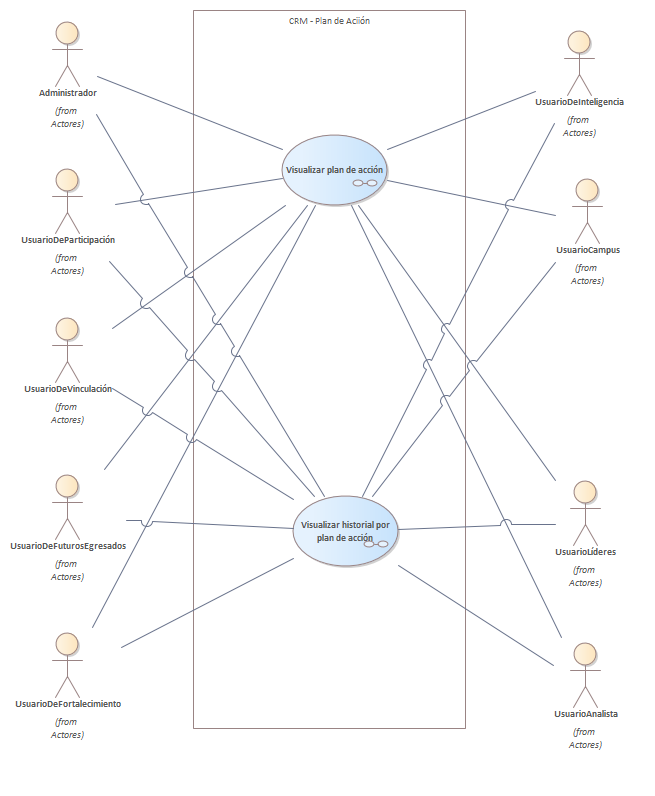 CRM - Plan de Aciión
Administrador
(from
Actores)
UsuarioDeInteligencia
(from
Actores)
Visualizar plan de acción
UsuarioDeParticipación
(from
Actores)
UsuarioCampus
(from
Actores)
UsuarioDeVinculación
(from
Actores)
UsuarioDeFuturosEgresados
(from
Actores)
Visualizar historial por
plan de acción
UsuarioLíderes
(from
Actores)
UsuarioDeFortalecimiento
(from
Actores)
UsuarioAnalista
(from
Actores)